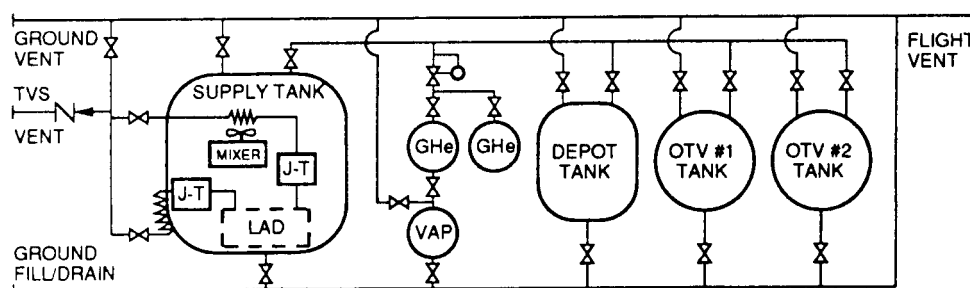 GROUND
VENT
FLIGHT
VENT
TVS
VENT
SUPPLY TANK
MIXER
J-T
J-T
LAD
GHe
GHe
VAP
DEPOT
TANK
OTV #1
TANK
OTV #2
TANK
GROUND
FILL/DRAIN